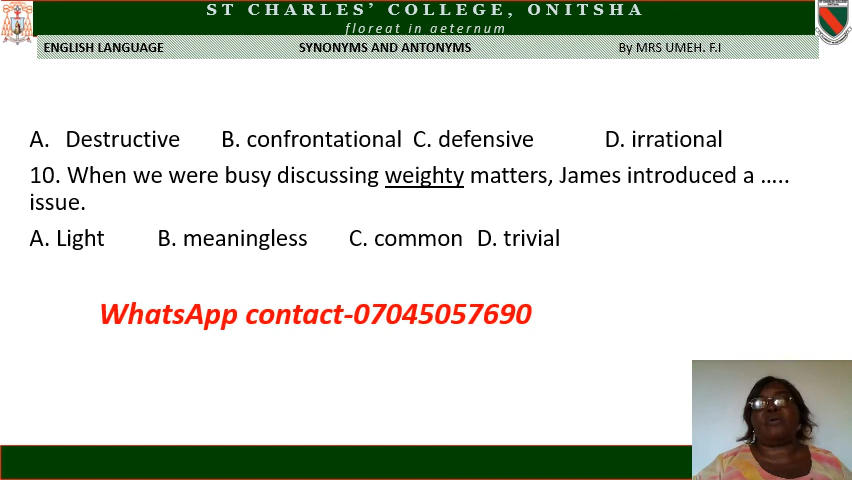 ST CHARLES’ COLLEGE, ONITSHA
floreat in aeternum
ENGLISH LANGUAGE SYNONYMS AND ANTONYMS By MRS UMEH. F.I
A. Destructive B. confrontational C. defensive D. irrational
10. When we were busy discussing weighty matters, James introduced a …..
issue.
A. Light B. meaningless C. common D. trivial
WhatsApp contact-07045057690